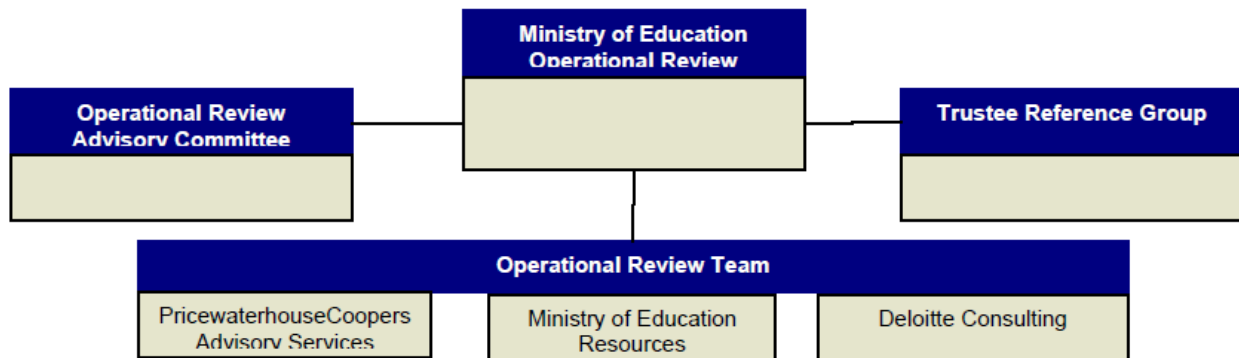 Ministry of Education
Operational Review
Operational Review
Advisory Committee
Trustee Reference Group
Operational Review Team
PricewaterhouseCoopers
Advisory Services
Ministry of Education
Resources
Deloitte Consulting